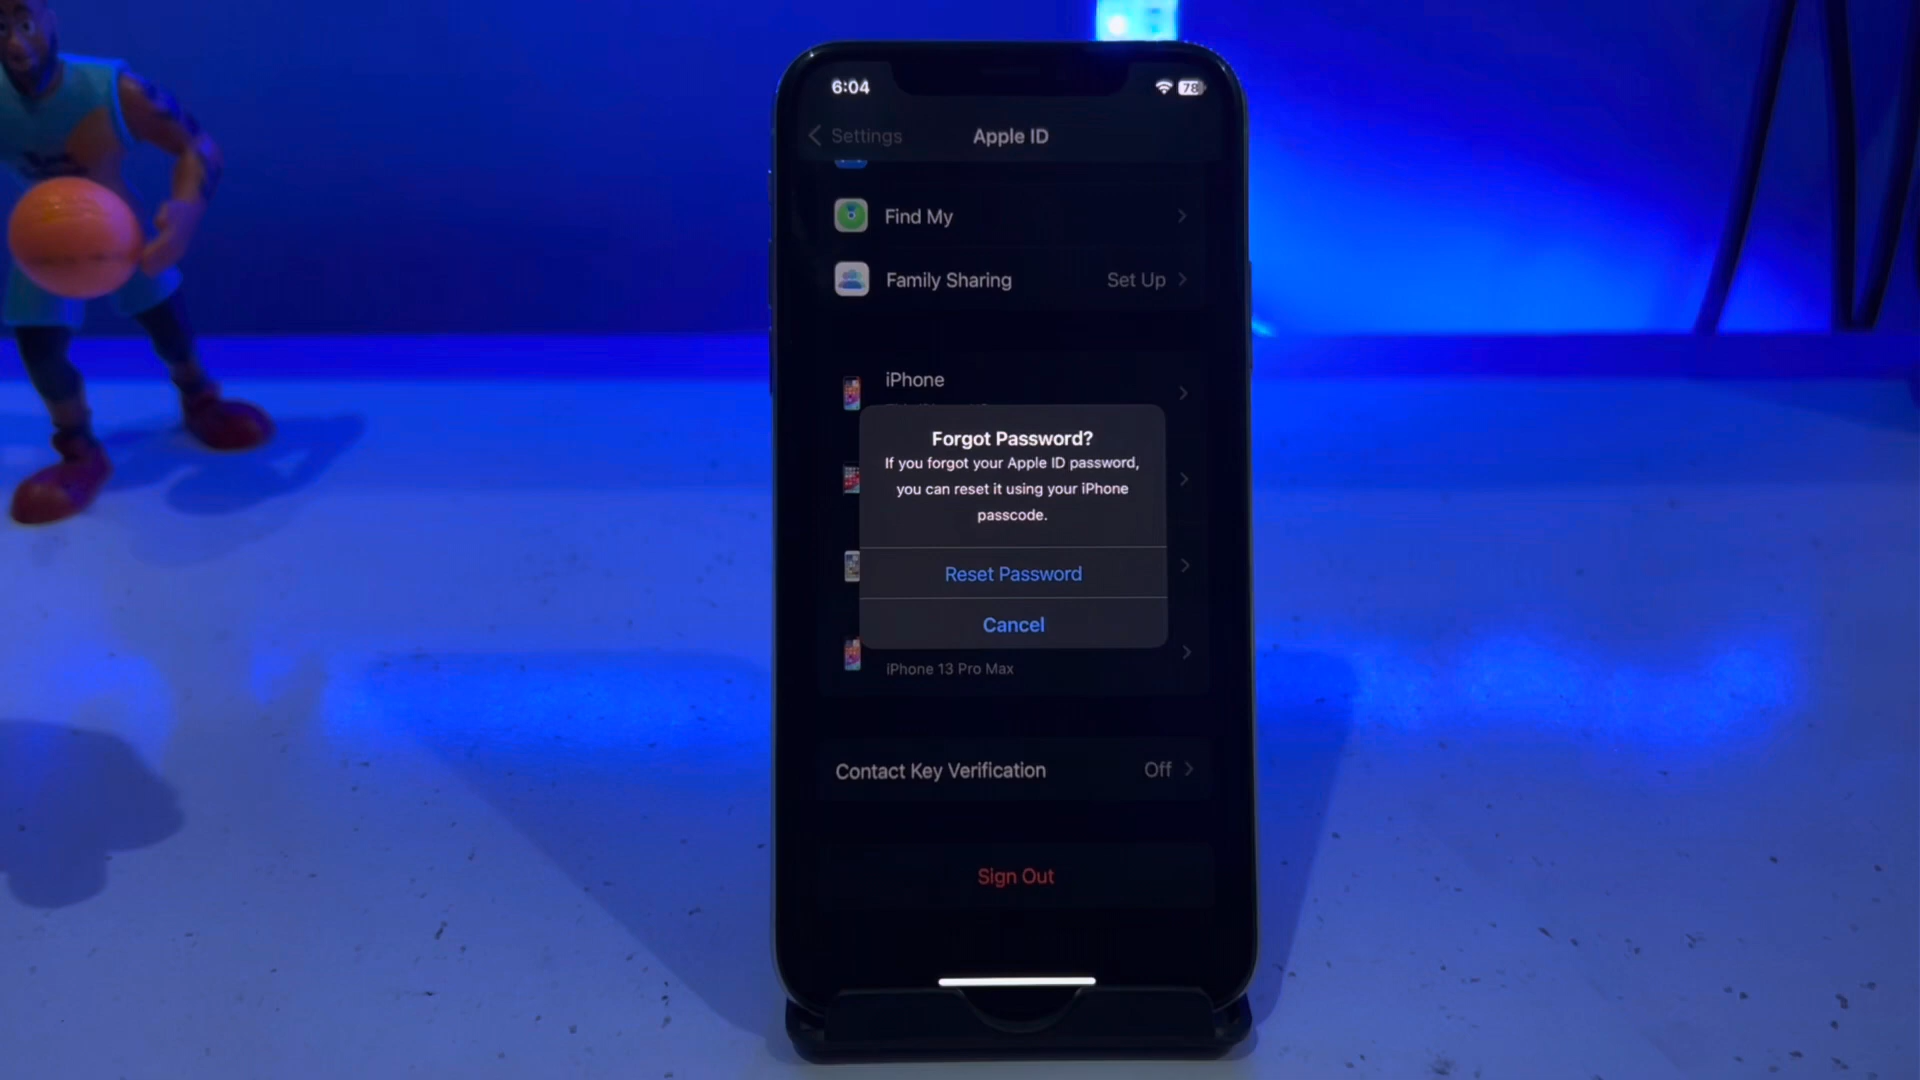 6:04
78
Settings
Apple ID
Find My
Family Sharing
Set Up
iPhone
Forgot Password?
If you forgot your Apple ID password,
you can reset it using your iPhone
passcode.
Reset Password
Cancel
iPhone 13 Pro Max
Contact Key Verification
Off
Sign Out